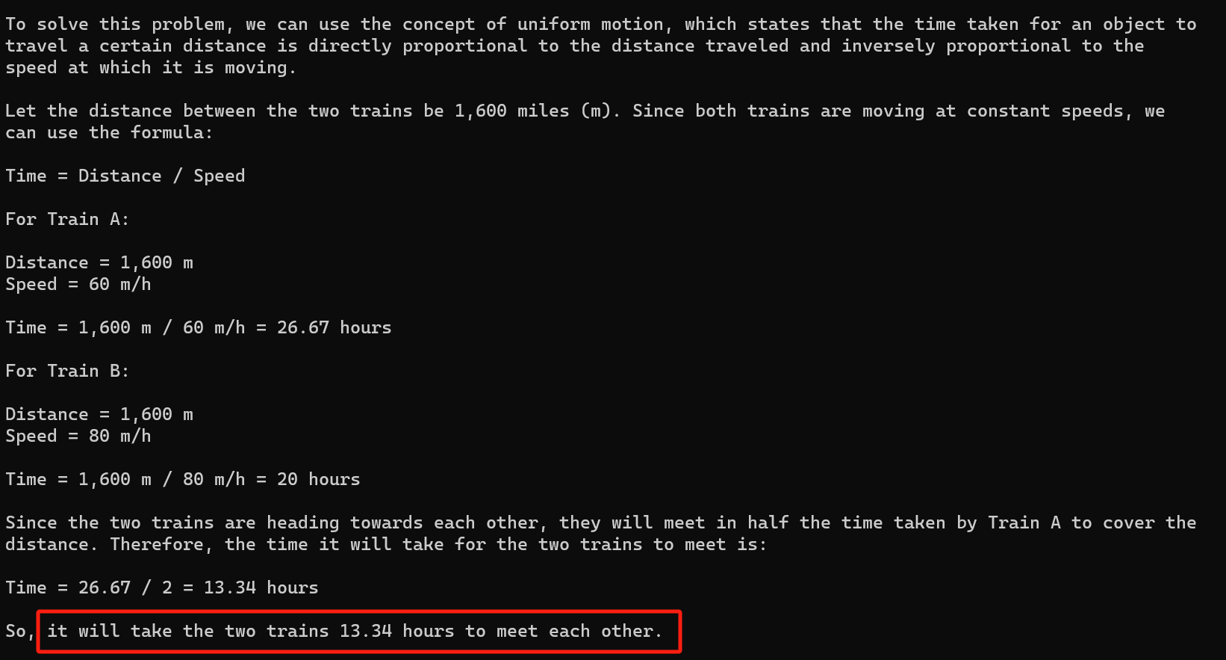 To solve this problem, we can use the concept of uniform motion, which states that the time taken for an object to
travel a certain distance is directly proportional to the distance traveled and inversely proportional to the
speed at which it is moving.
Let the distance between the two trains be 1,600 miles (m). Since both trains are moving at constant speeds, we
can use the formula:
Time = Distance / Speed
For Train A:
Distance = 1,600 m
Speed = 60 m/h
Time = 1,600 m / 60 m/h = 26.67 hours
For Train B:
Distance = 1,600 m
Speed = 80 m/h
Time = 1,600 m / 80 m/h = 20 hours
Since the two trains are heading towards each other, they will meet in half the time taken by Train A to cover the
distance. Therefore, the time it will take for the two trains to meet is:
Time = 26.67 / 2 = 13.34 hours
So, it will take the two trains 13.34 hours to meet each other.